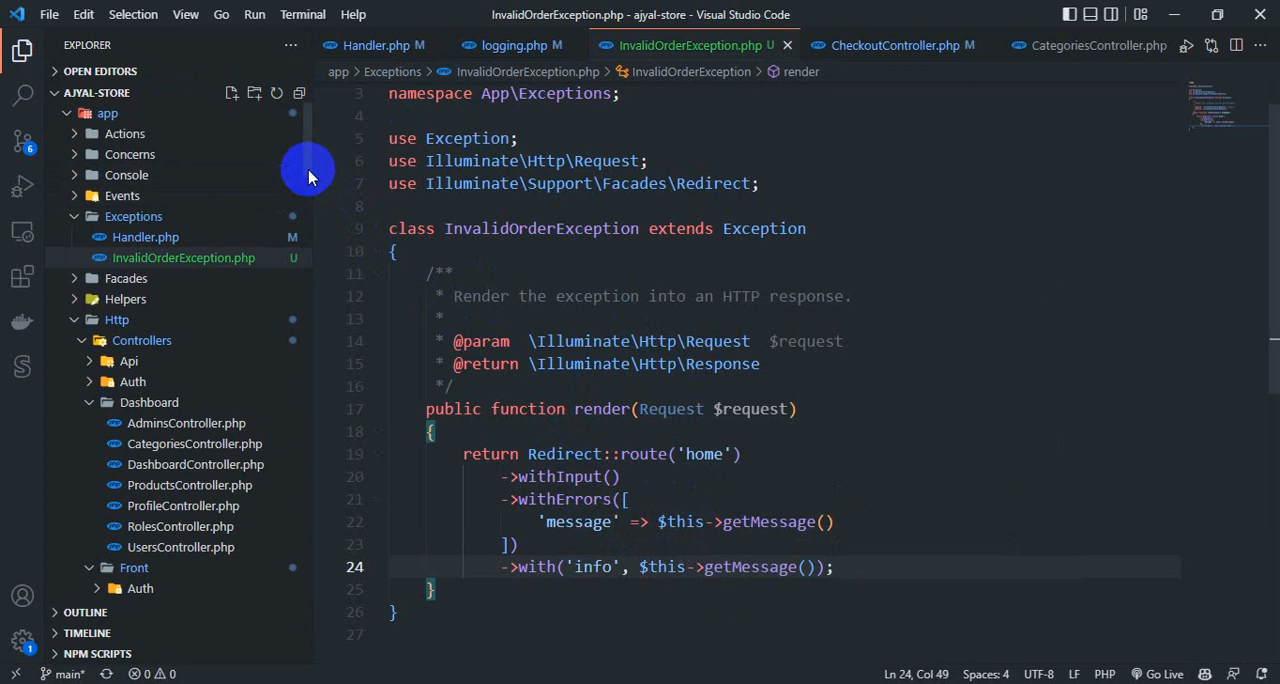 File Edit Selection View Go Run Terminal Help InvalidOrderException.php - ajyal-store - Visual Studio Code
EXPLORER
Handler.php M logging.php M InvalidOrderException.php U CheckoutController.php M CategoriesController.php
OPEN EDITORS
app > Exceptions > InvalidOrderException.php > InvalidOrderException > render
AJYAL-STORE
app
Actions
Concerns
Console
Events
Exceptions
Handler.php M
InvalidOrderException.php U
Facades
Helpers
Http
Controllers
Api
Auth
Dashboard
AdminsController.php
CategoriesController.php
DashboardController.php
ProductsController.php
ProfileController.php
RolesController.php
UsersController.php
Front
Auth
OUTLINE
TIMELINE
NPM SCRIPTS
6
1
3 namespace App\Exceptions;
4
5 use Exception;
6 use Illuminate\Http\Request;
7 use Illuminate\Support\Facades\Redirect;
8
9 class InvalidOrderException extends Exception
10 {
11 /**
12 * Render the exception into an HTTP response.
13 *
14 * @param \Illuminate\Http\Request $request
15 * @return \Illuminate\Http\Response
16 */
17 public function render(Request $request)
18 {
19 return Redirect::route('home')
20 ->withInput()
21 ->withErrors([
22 'message' => $this->getMessage()
23 ])
24 ->with('info', $this->getMessage());
25 }
26 }
27
main* 0 0 Ln 24, Col 49 Spaces: 4 UTF-8 LF PHP Go Live